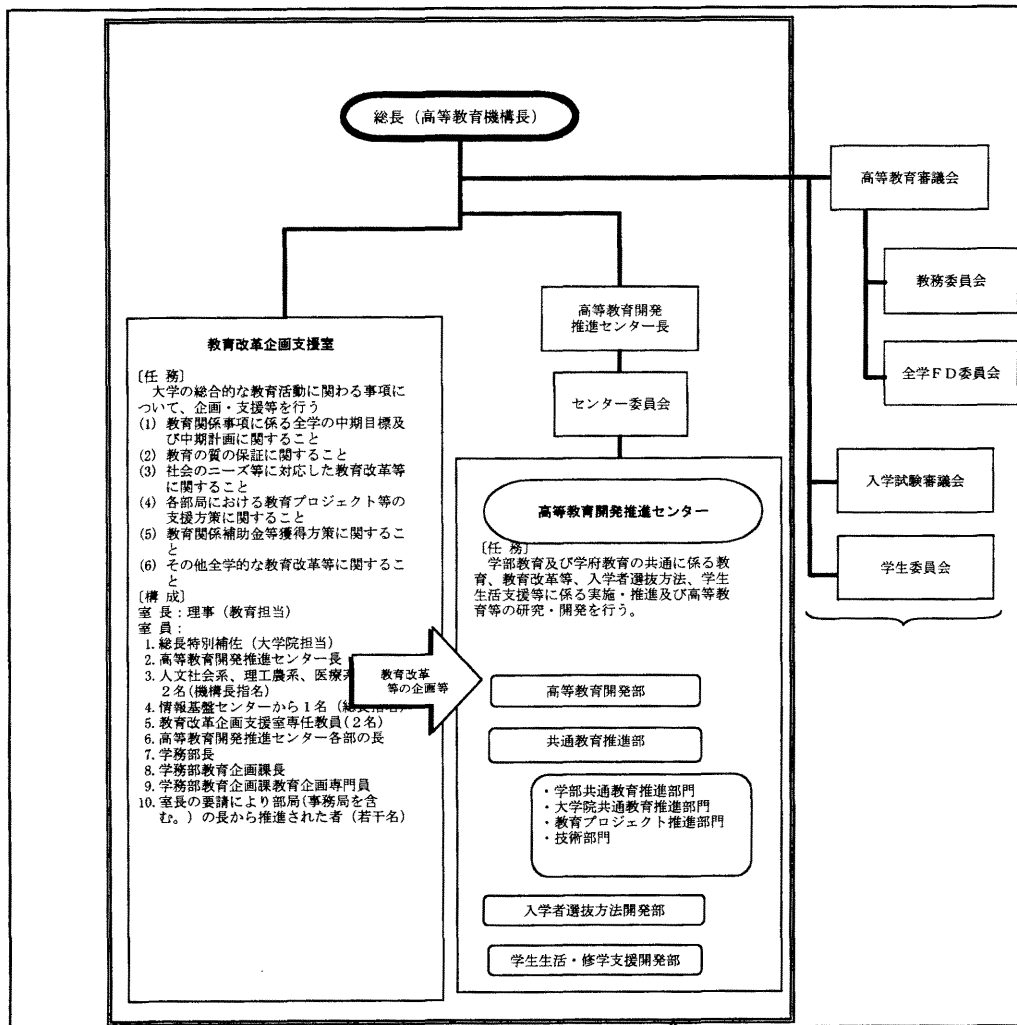 総長（高等教育機構長）
高等教育審議会
教務委員会
全学ＦＤ委員会
入学試験審議会
学生委員会
教育改革企画支援室
〔任 務〕
大学の総合的な教育活動に関わる事項に
ついて、企画・支援等を行う
(1) 教育関係事項に係る全学の中期目標及
び中期計画に関すること
(2) 教育の質の保証に関すること
(3) 社会のニーズ等に対応した教育改革等
に関すること
(4) 各部局における教育プロジェクト等の
支援方策に関すること
(5) 教育関係補助金等獲得方策に関するこ
と
(6) その他全学的な教育改革等に関するこ
と
〔構 成〕
室 長：理事（教育担当）
室 員：
1. 総長特別補佐（大学院担当）
2. 高等教育開発推進センター長
3. 人文社会系、理工農系、医療系
２名(機構長指名)
4. 情報基盤センターから１名（総長指名）
5. 教育改革企画支援室専任教員(２名)
6. 高等教育開発推進センター各部の長
7. 学務部長
8. 学務部教育企画課長
9. 学務部教育企画課教育企画専門員
10. 室長の要請により部局(事務局を含
む。）の長から推進された者（若干名）
教育改革
等の企画等
高等教育開発
推進センター長
センター委員会
高等教育開発推進センター
〔任 務〕
学部教育及び学府教育の共通に係る教
育、教育改革等、入学者選抜方法、学生
生活支援等に係る実施・推進及び高等教
育等の研究・開発を行う。
高等教育開発部
共通教育推進部
・学部共通教育推進部門
・大学院共通教育推進部門
・教育プロジェクト推進部門
・技術部門
入学者選抜方法開発部
学生生活・修学支援開発部